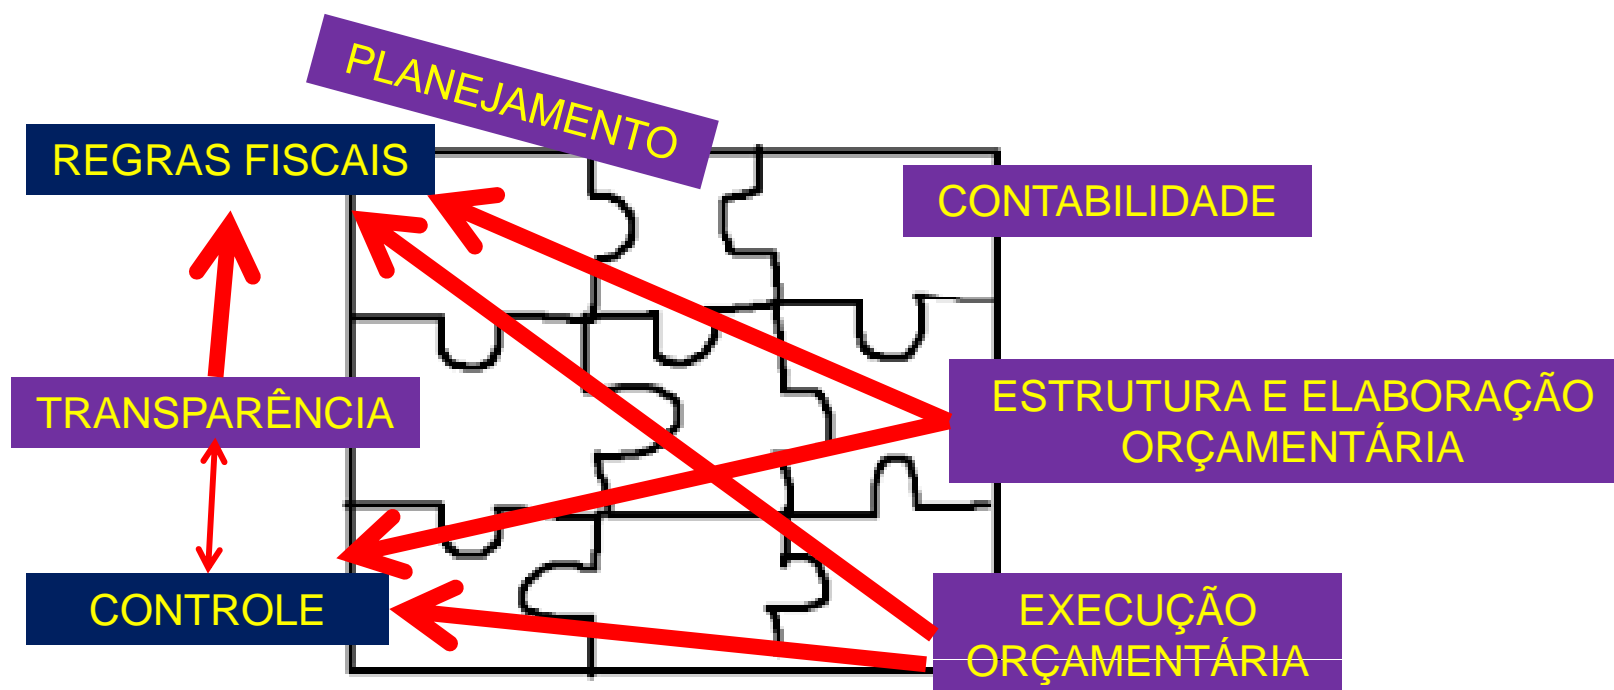 PLANEJAMENTO
REGRAS FISCAIS
CONTABILIDADE
TRANSPARÊNCIA
ESTRUTURA E ELABORAÇÃO
ORÇAMENTÁRIA
CONTROLE
EXECUÇÃO
ORÇAMENTÁRIA